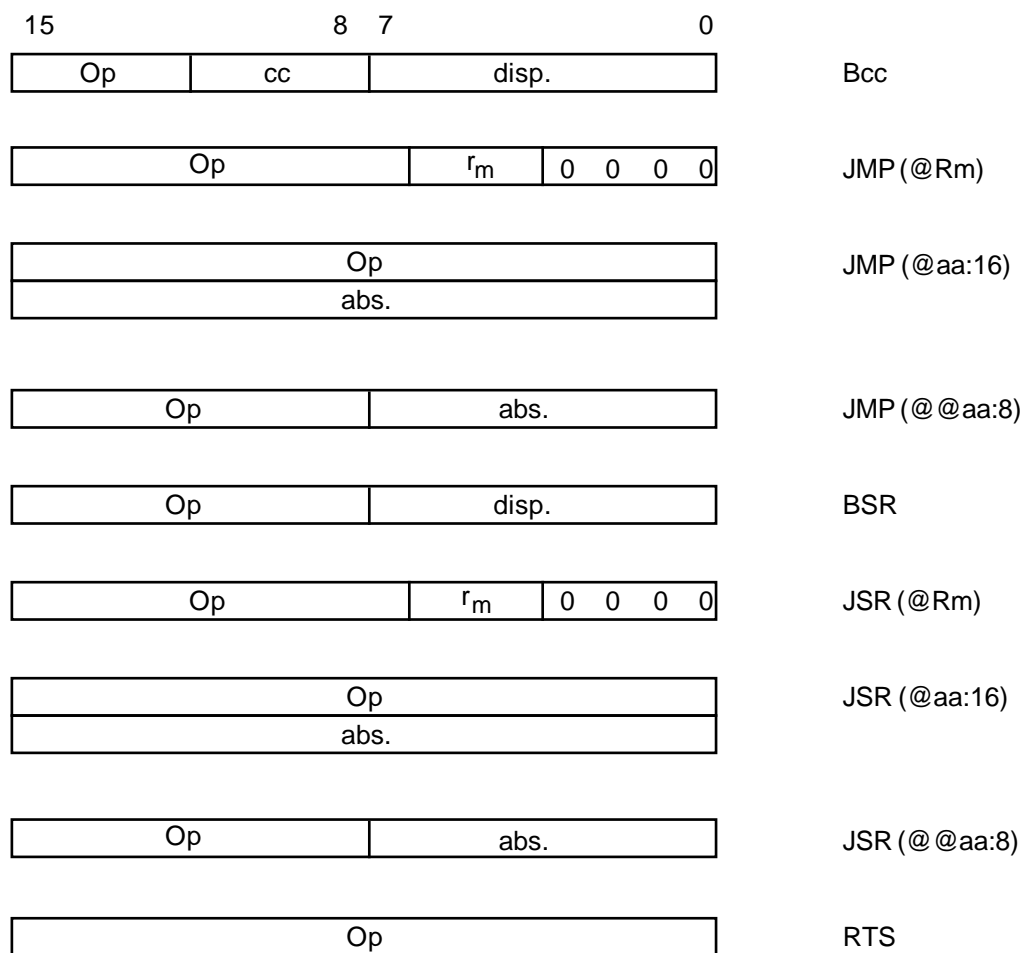 15 8 7 0
Op cc disp. Bcc
Op rm 0 0 0 0 JMP (@Rm)
Op JMP (@aa:16)
abs.
Op abs. JMP (@@aa:8)
Op disp. BSR
Op rm 0 0 0 0 JSR (@Rm)
Op JSR (@aa:16)
abs.
Op abs. JSR (@@aa:8)
Op RTS